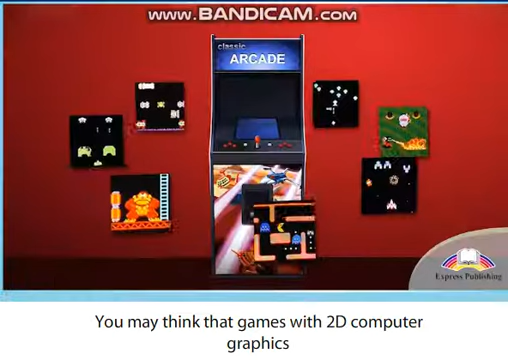 www.BANDICAM.com
classic
ARCADE
Express Publishing
You may think that games with 2D computer
graphics